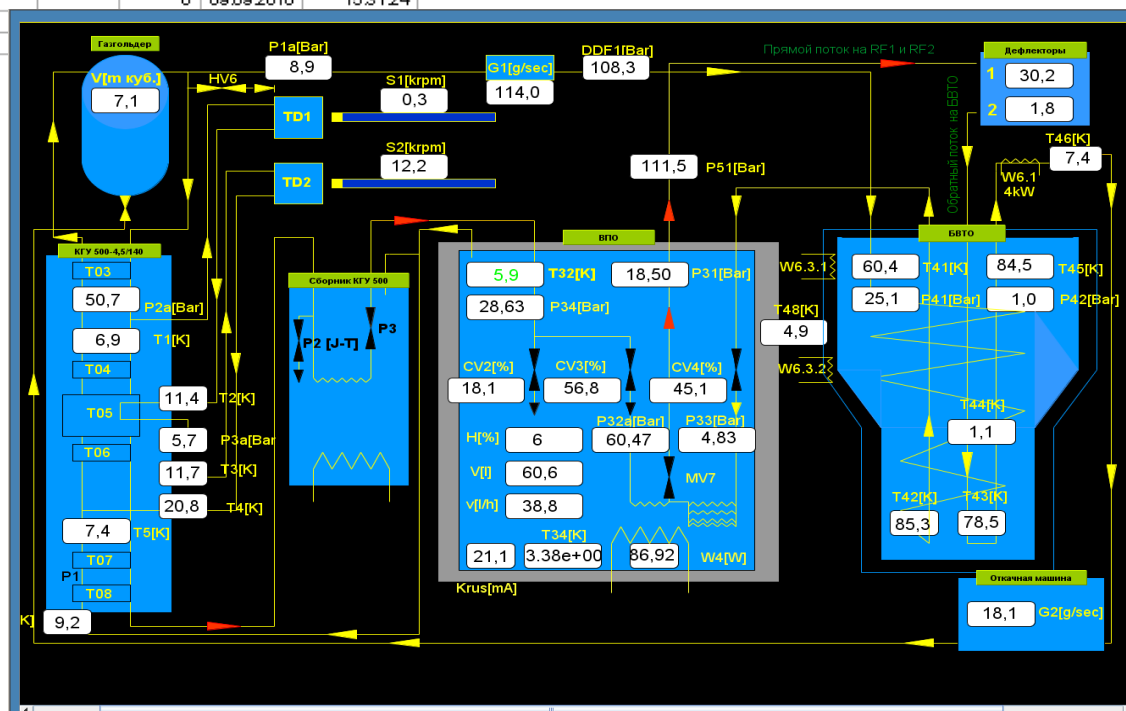 Газгольдер
V[m куб.]
7,1
P1a[Bar]
8,9
HV6
S1[krpm]
0,3
TD1
S2[krpm]
12,2
TD2
G1[g/sec]
114,0
DDF1[Bar]
108,3
Прямой поток на RF1 и RF2
Дефлекторы
1
30,2
2
1,8
Обратный поток на БВТО
T46[K]
7,4
W6.1
4kW
111,5
P51[Bar]
КГУ 500-4,5/140
T03
50,7
P2a[Bar]
6,9
T1[K]
T04
11,4
T2[K]
T05
5,7
P3a[Bar
T06
11,7
T3[K]
20,8
T4[K]
7,4
T5[K]
T07
P1
T08
K]
9,2
Сборник КГУ 500
P2 [J-T]
P3
ВПО
5,9
T32[K]
18,50
P31[Bar]
28,63
P34[Bar]
CV2[%]
CV3[%]
CV4[%]
18,1
56,8
45,1
P32a[Bar]
P33[Bar]
H[%]
6
60,47
4,83
V[l]
60,6
MV7
v[l/h]
38,8
T34[K]
21,1
3.38e+00
86,92
W4[W]
Krus[mA]
БВТО
W6.3.1
60,4
T41[K]
84,5
T45[K]
25,1
P41[Bar]
1,0
P42[Bar]
T48[K]
4,9
W6.3.2
T44[K]
1,1
T42[K]
T43[K]
85,3
78,5
Откачная машина
18,1
G2[g/sec]